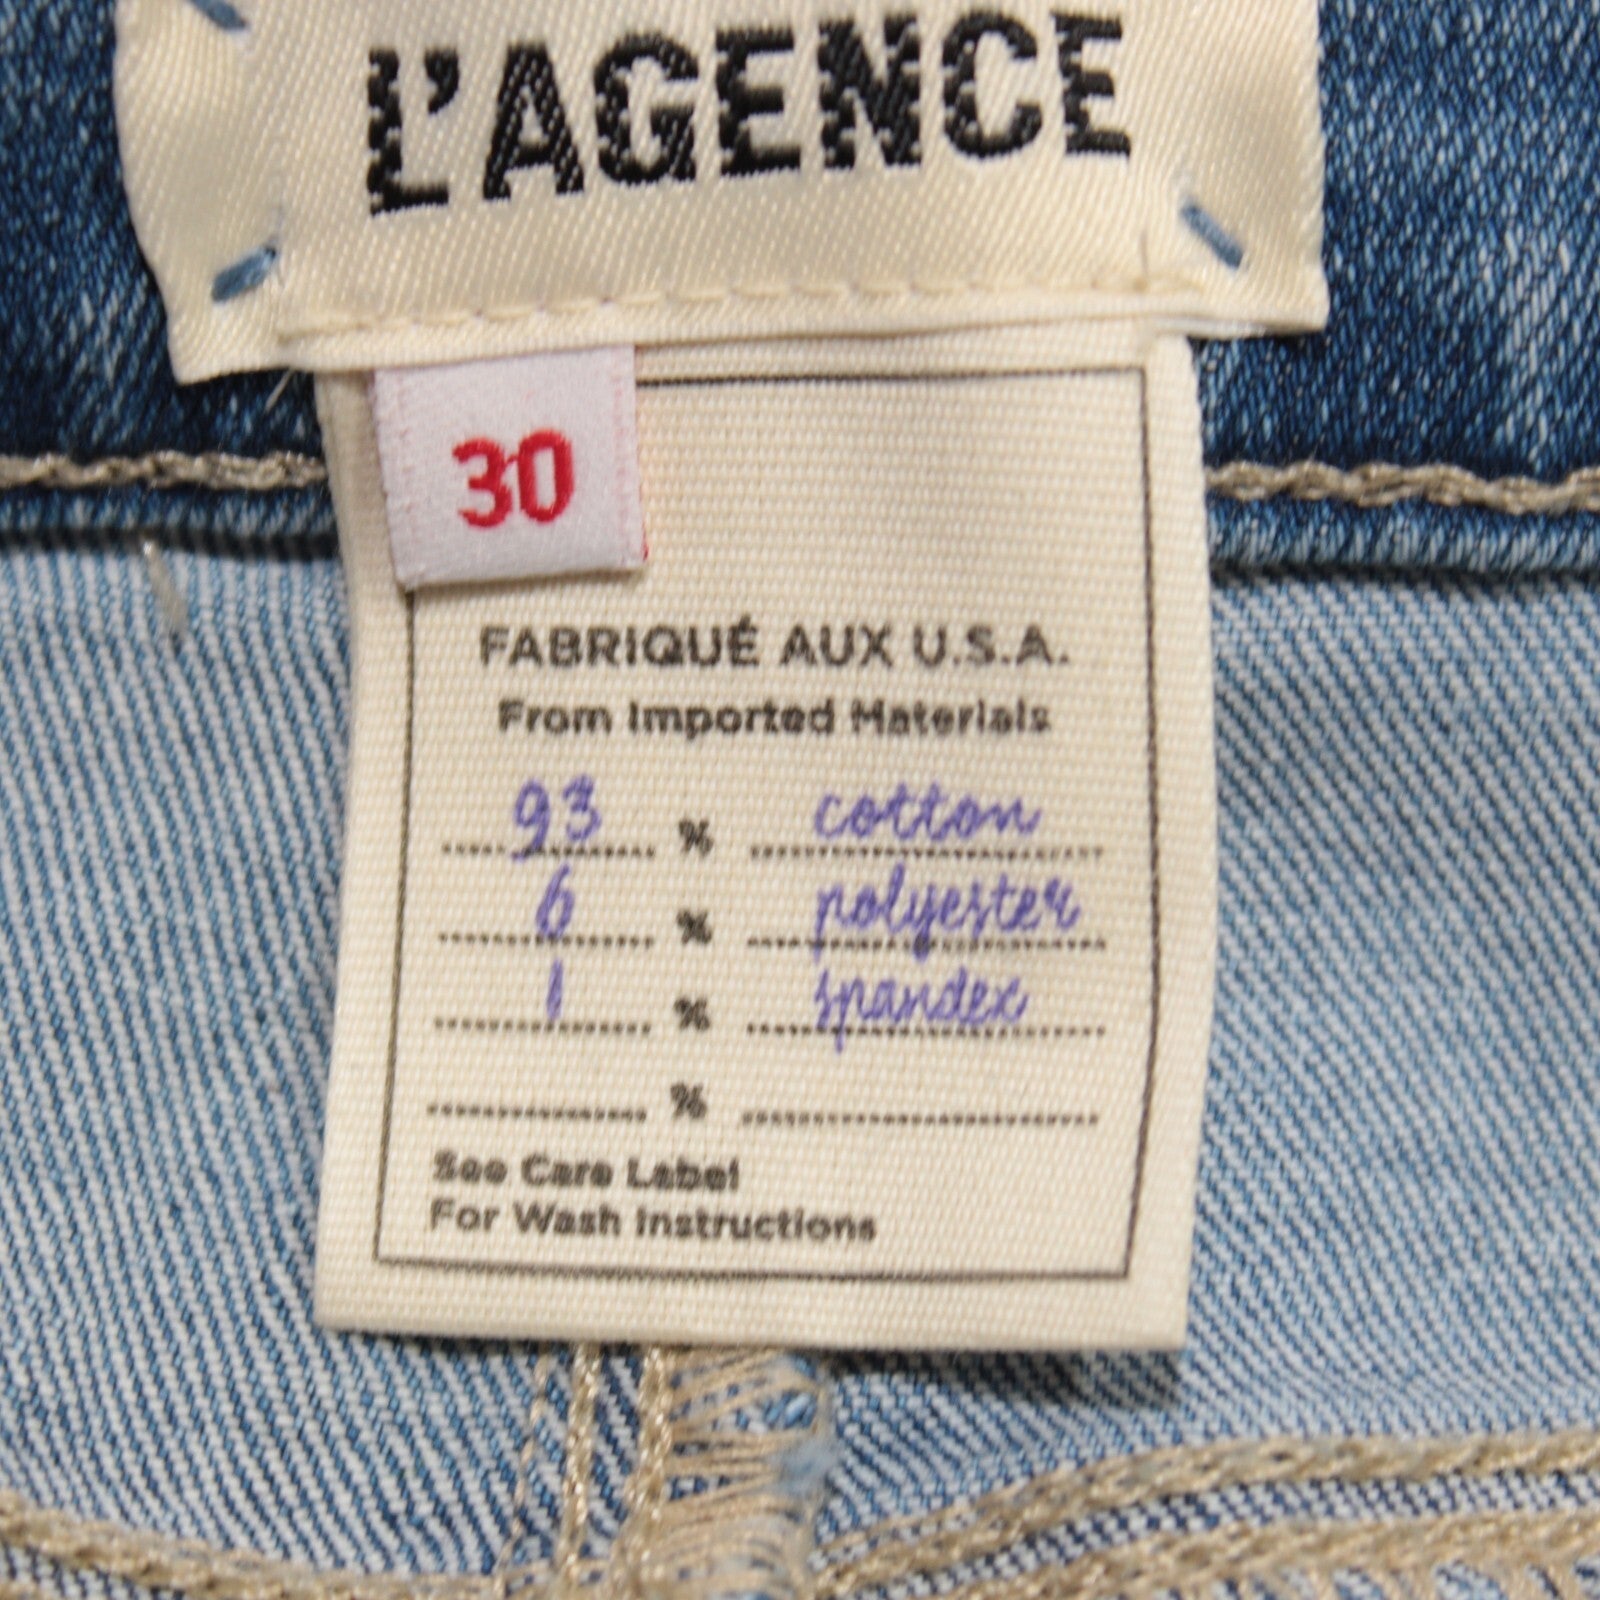 L'AGENCE
30
FABRIQUÉ AUX U.S.A.
From Imported Materials
93 % cotton
6 % polyester
1 % spandex
%
See Care Label
For Wash Instructions